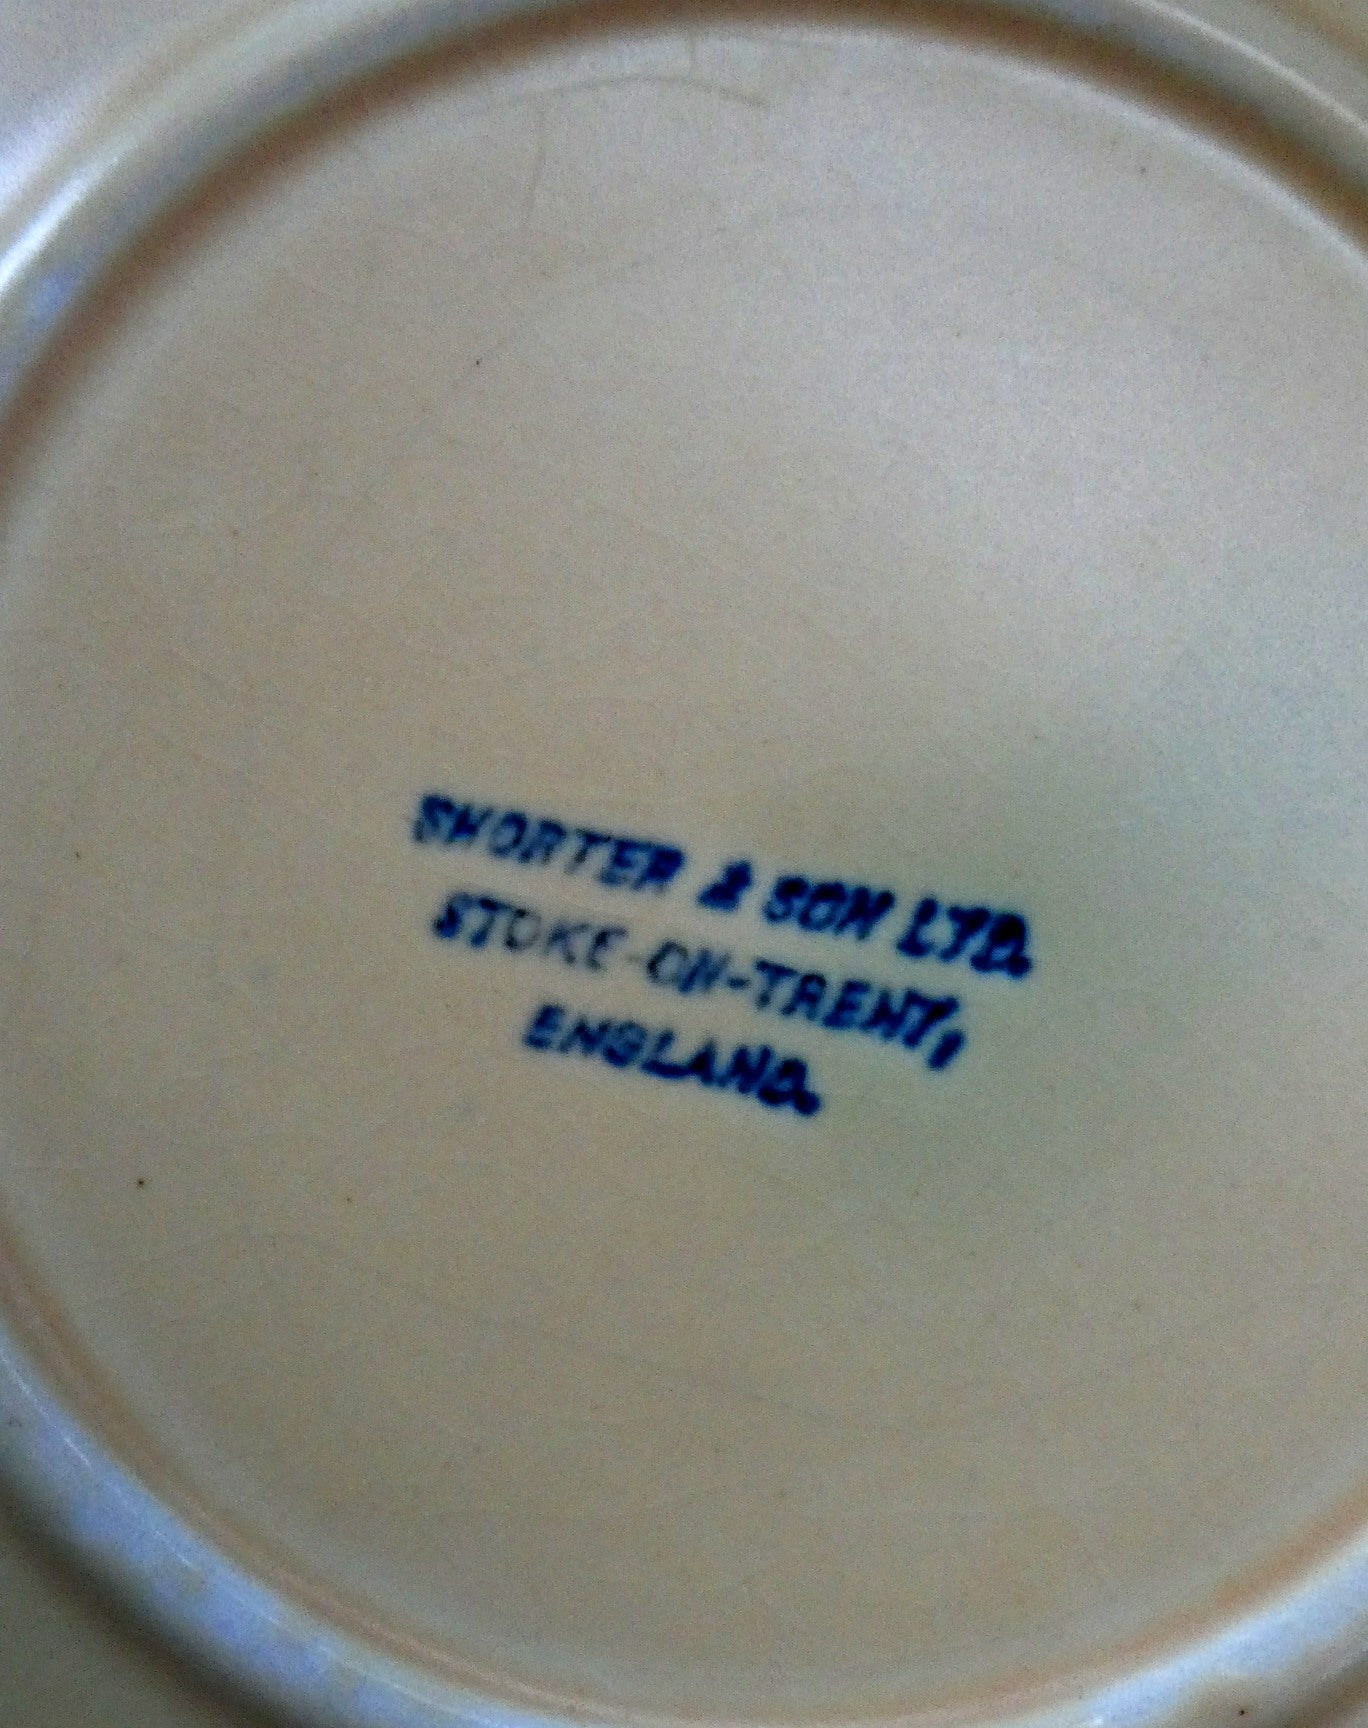 SHORTER & SON LTD.
STOKE-ON-TRENT,
ENGLAND.